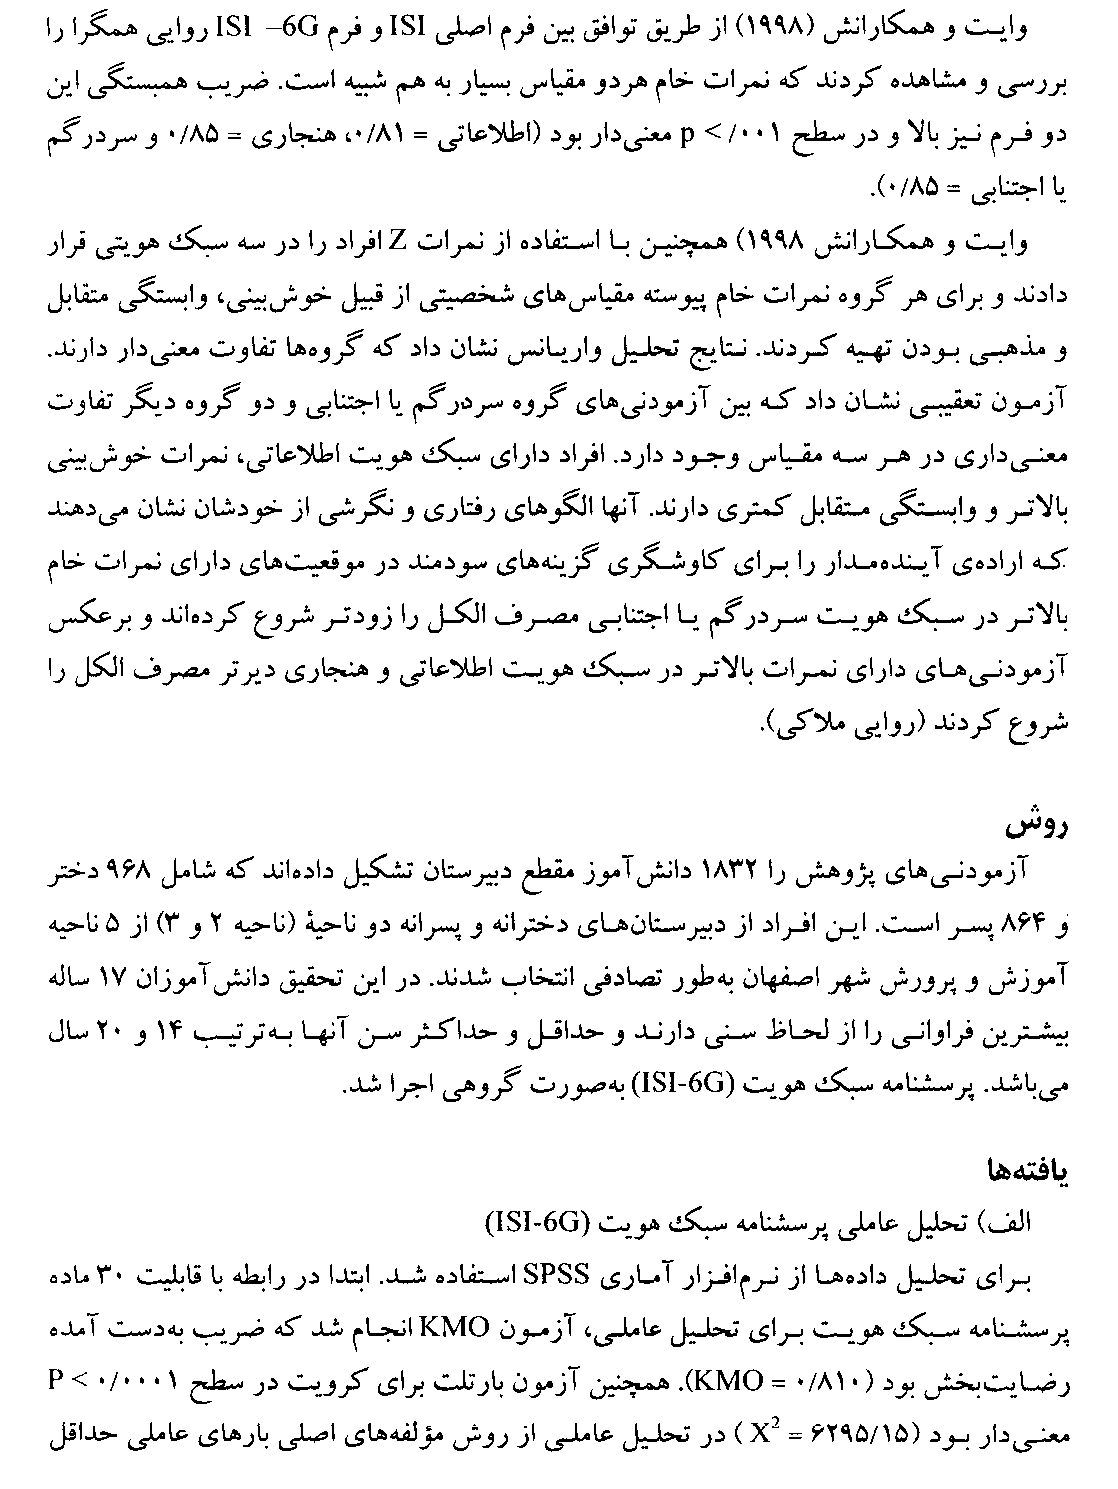 وایت و همکارانش (۱۹۹۸) از طریق توافق بین فرم اصلی ISI و فرم ISI –6G روایی همگرا را
بررسی و مشاهده کردند که نمرات خام هردو مقیاس بسیار به هم شبیه است. ضریب همبستگی این
دو فرم نیز بالا و در سطح p < /۰۰۱ معنی‌دار بود (اطلاعاتی = ۰/۸۱، هنجاری = ۰/۸۵ و سردرگم
یا اجتنابی = ۰/۸۵).
وایت و همکارانش ۱۹۹۸) همچنین با استفاده از نمرات Z افراد را در سه سبک هویتی قرار
دادند و برای هر گروه نمرات خام پیوسته مقیاس‌های شخصیتی از قبیل خوش‌بینی، وابستگی متقابل
و مذهبی بودن تهیه کردند. نتایج تحلیل واریانس نشان داد که گروه‌ها تفاوت معنی‌دار دارند.
آزمون تعقیبی نشان داد که بین آزمودنی‌های گروه سردرگم یا اجتنابی و دو گروه دیگر تفاوت
معنی‌داری در هر سه مقیاس وجود دارد. افراد دارای سبک هویت اطلاعاتی، نمرات خوش‌بینی
بالاتر و وابستگی متقابل کمتری دارند. آنها الگوهای رفتاری و نگرشی از خودشان نشان می‌دهند
که اراده‌ی آینده‌مدار را برای کاوشگری گزینه‌های سودمند در موقعیت‌های دارای نمرات خام
بالاتر در سبک هویت سردرگم یا اجتنابی مصرف الکل را زودتر شروع کرده‌اند و برعکس
آزمودنی‌های دارای نمرات بالاتر در سبک هویت اطلاعاتی و هنجاری دیرتر مصرف الکل را
شروع کردند (روایی ملاکی).
روش
آزمودنی‌های پژوهش را ۱۸۳۲ دانش‌آموز مقطع دبیرستان تشکیل داده‌اند که شامل ۹۶۸ دختر
و ۸۶۴ پسر است. این افراد از دبیرستان‌های دخترانه و پسرانه دو ناحیۀ (ناحیه ۲ و ۳) از ۵ ناحیه
آموزش و پرورش شهر اصفهان به‌طور تصادفی انتخاب شدند. در این تحقیق دانش‌آموزان ۱۷ ساله
بیشترین فراوانی را از لحاظ سنی دارند و حداقل و حداکثر سن آنها به‌ترتیب ۱۴ و ۲۰ سال
می‌باشد. پرسشنامه سبک هویت (ISI-6G) به‌صورت گروهی اجرا شد.
یافته‌ها
الف) تحلیل عاملی پرسشنامه سبک هویت (ISI-6G)
برای تحلیل داده‌ها از نرم‌افزار آماری SPSS استفاده شد. ابتدا در رابطه با قابلیت ۳۰ ماده
پرسشنامه سبک هویت برای تحلیل عاملی، آزمون KMO انجام شد که ضریب به‌دست آمده
رضایت‌بخش بود (KMO = ۰/۸۱۰). همچنین آزمون بارتلت برای کرویت در سطح P < ۰/۰۰۰۱
معنی‌دار بود (X² = ۶۲۹۵/۱۵) در تحلیل عاملی از روش مؤلفه‌های اصلی بارهای عاملی حداقل